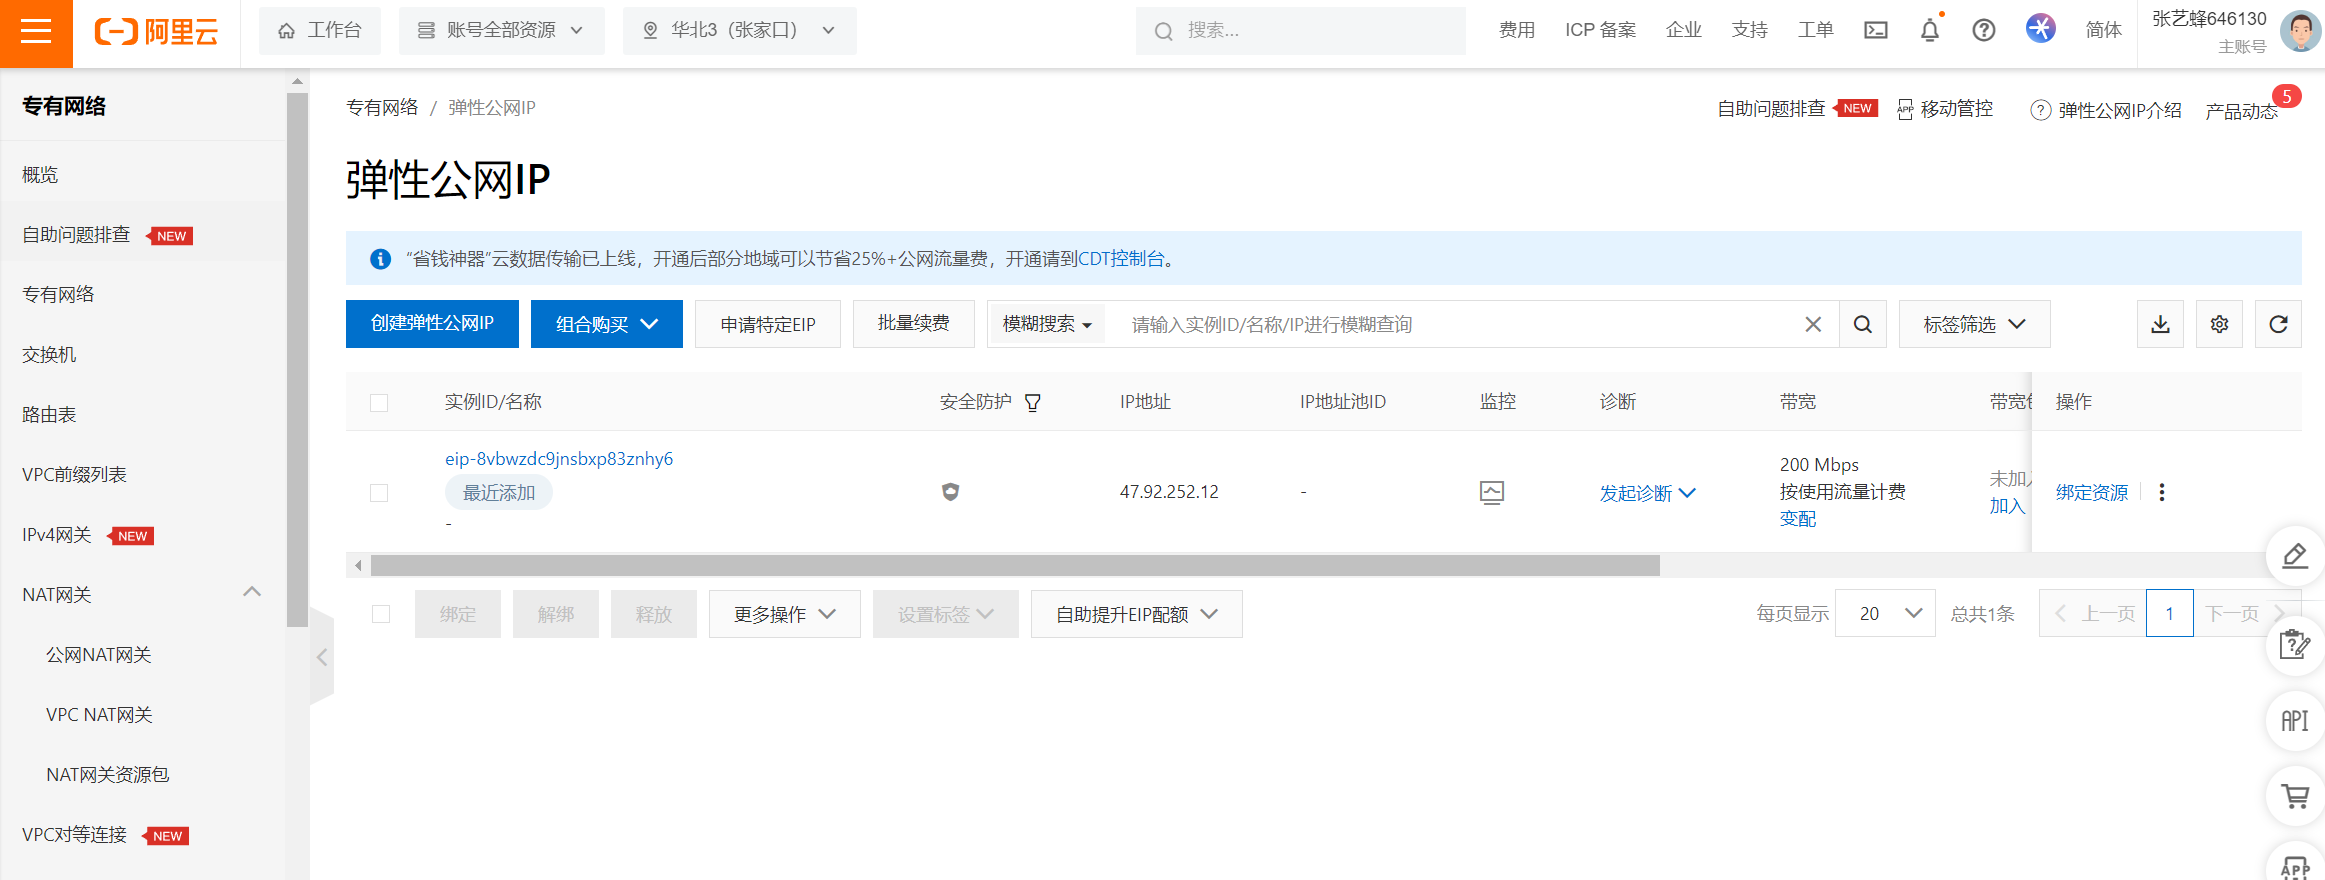 阿里云
工作台
账号全部资源
华北3（张家口）
搜索...
费用
ICP 备案
企业
支持
工单
简体
张艺蜂646130
主账号
专有网络
概览
自助问题排查 NEW
专有网络
交换机
路由表
VPC前缀列表
IPv4网关 NEW
NAT网关
公网NAT网关
VPC NAT网关
NAT网关资源包
VPC对等连接 NEW
专有网络 / 弹性公网IP
自助问题排查 NEW
APP 移动管控
弹性公网IP介绍
产品动态 5
弹性公网IP
“省钱神器”云数据传输已上线，开通后部分地域可以节省25%+公网流量费，开通请到CDT控制台。
创建弹性公网IP
组合购买
申请特定EIP
批量续费
模糊搜索
请输入实例ID/名称/IP进行模糊查询
标签筛选
实例ID/名称
安全防护
IP地址
IP地址池ID
监控
诊断
带宽
带宽
操作
eip-8vbwzdc9jnsbxp83znhy6
最近添加
-
47.92.252.12
-
发起诊断
200 Mbps
按使用流量计费
变配
未加
加入
绑定资源
绑定
解绑
释放
更多操作
设置标签
自助提升EIP配额
每页显示
20
总共1条
上一页
1
下一页
API
APP